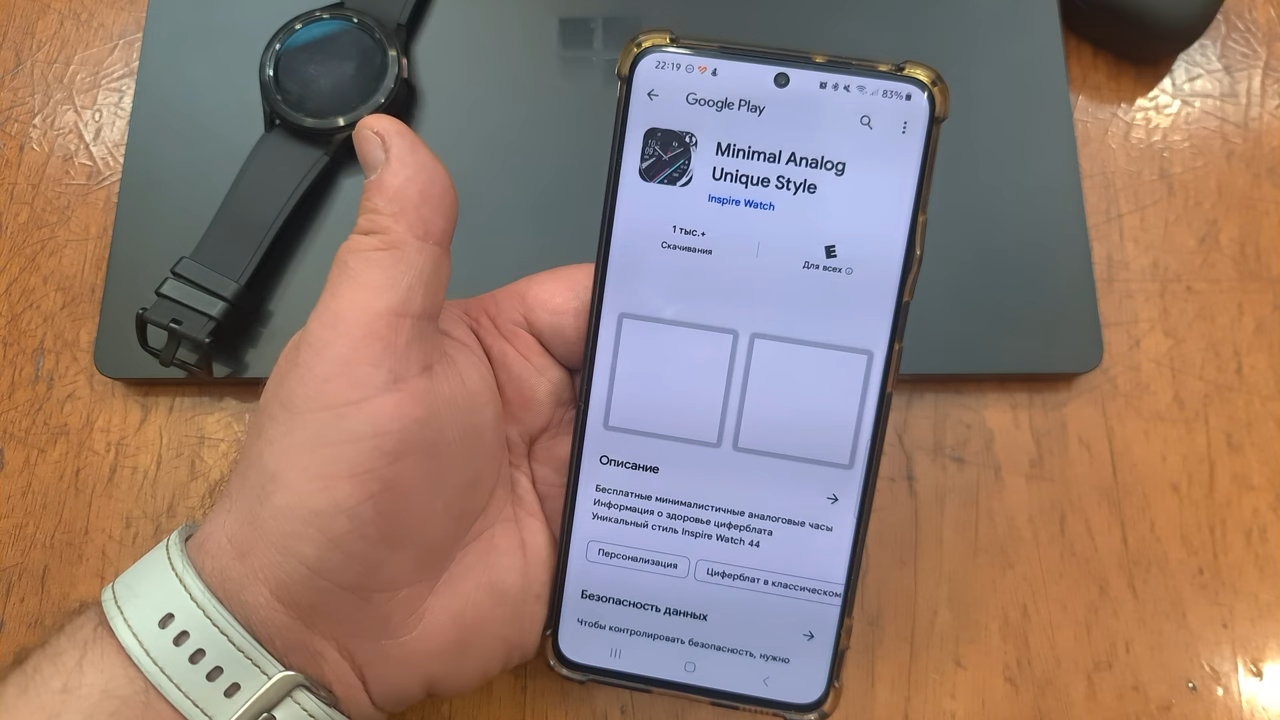 22:19
83%
Google Play
Minimal Analog
Unique Style
Inspire Watch
1 тыс.+
Скачивания
E
Для всех
Описание
Бесплатные минималистичные аналоговые часы
Информация о здоровье циферблата
Уникальный стиль Inspire Watch 44
Персонализация
Циферблат в классическом
Безопасность данных
Чтобы контролировать безопасность, нужно